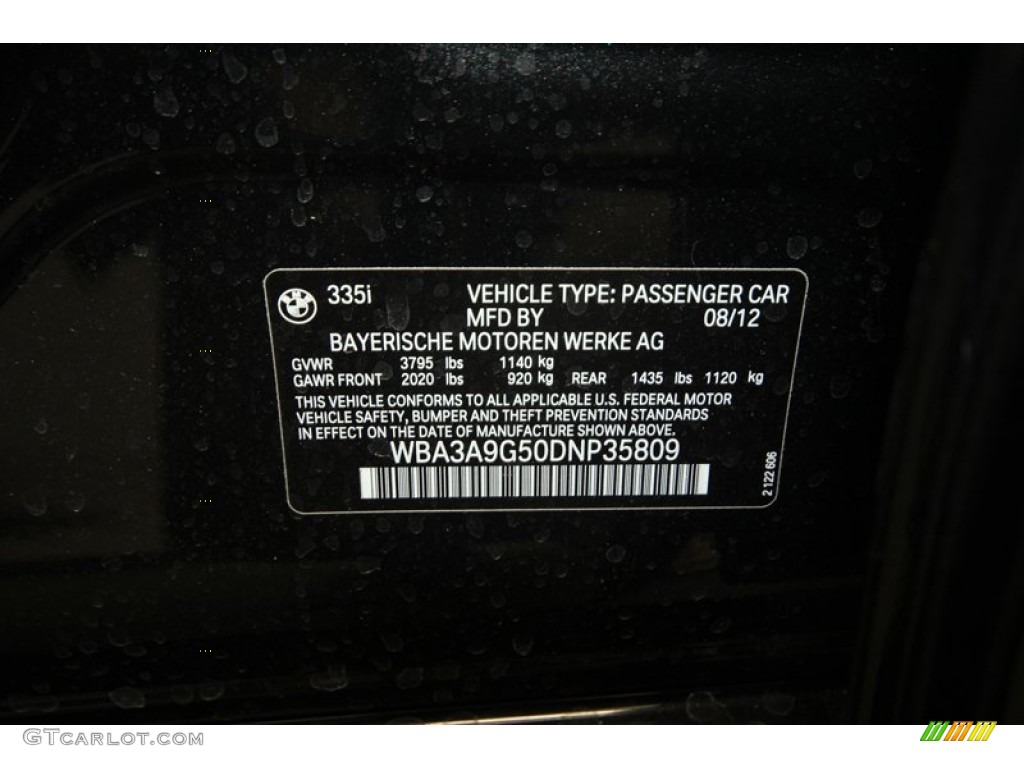 335i VEHICLE TYPE: PASSENGER CAR
MFD BY 08/12
BAYERISCHE MOTOREN WERKE AG
GVWR 3795 lbs 1140 kg
GAWR FRONT 2020 lbs 920 kg REAR 1435 lbs 1120 kg
THIS VEHICLE CONFORMS TO ALL APPLICABLE U.S. FEDERAL MOTOR
VEHICLE SAFETY, BUMPER AND THEFT PREVENTION STANDARDS
IN EFFECT ON THE DATE OF MANUFACTURE SHOWN ABOVE.
WBA3A9G50DNP35809
2 122 606
GTCARLOT.COM